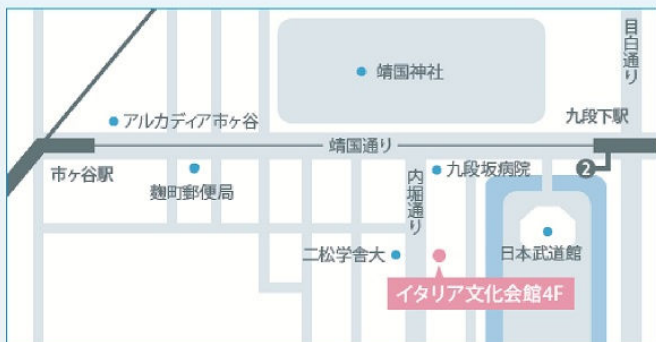 目白通り
靖国神社
九段下駅
アルカディア市ヶ谷
靖国通り
市ヶ谷駅
麹町郵便局
内堀通り
九段坂病院
2
二松学舎大
日本武道館
イタリア文化会館4F